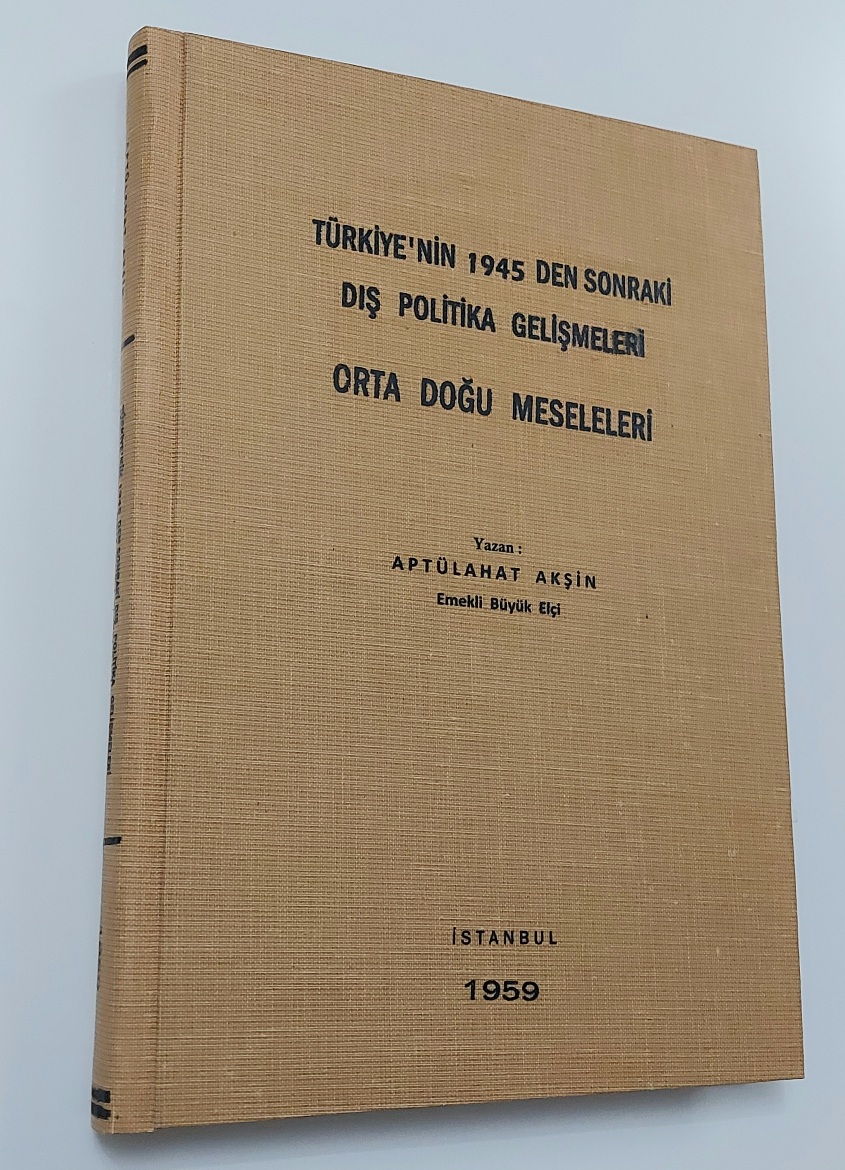 TÜRKİYE'NİN 1945 DEN SONRAKİ
DIŞ POLİTİKA GELİŞMELERİ
ORTA DOĞU MESELELERİ
Yazan :
APTÜLAHAT AKŞİN
Emekli Büyük Elçi
İSTANBUL
1959